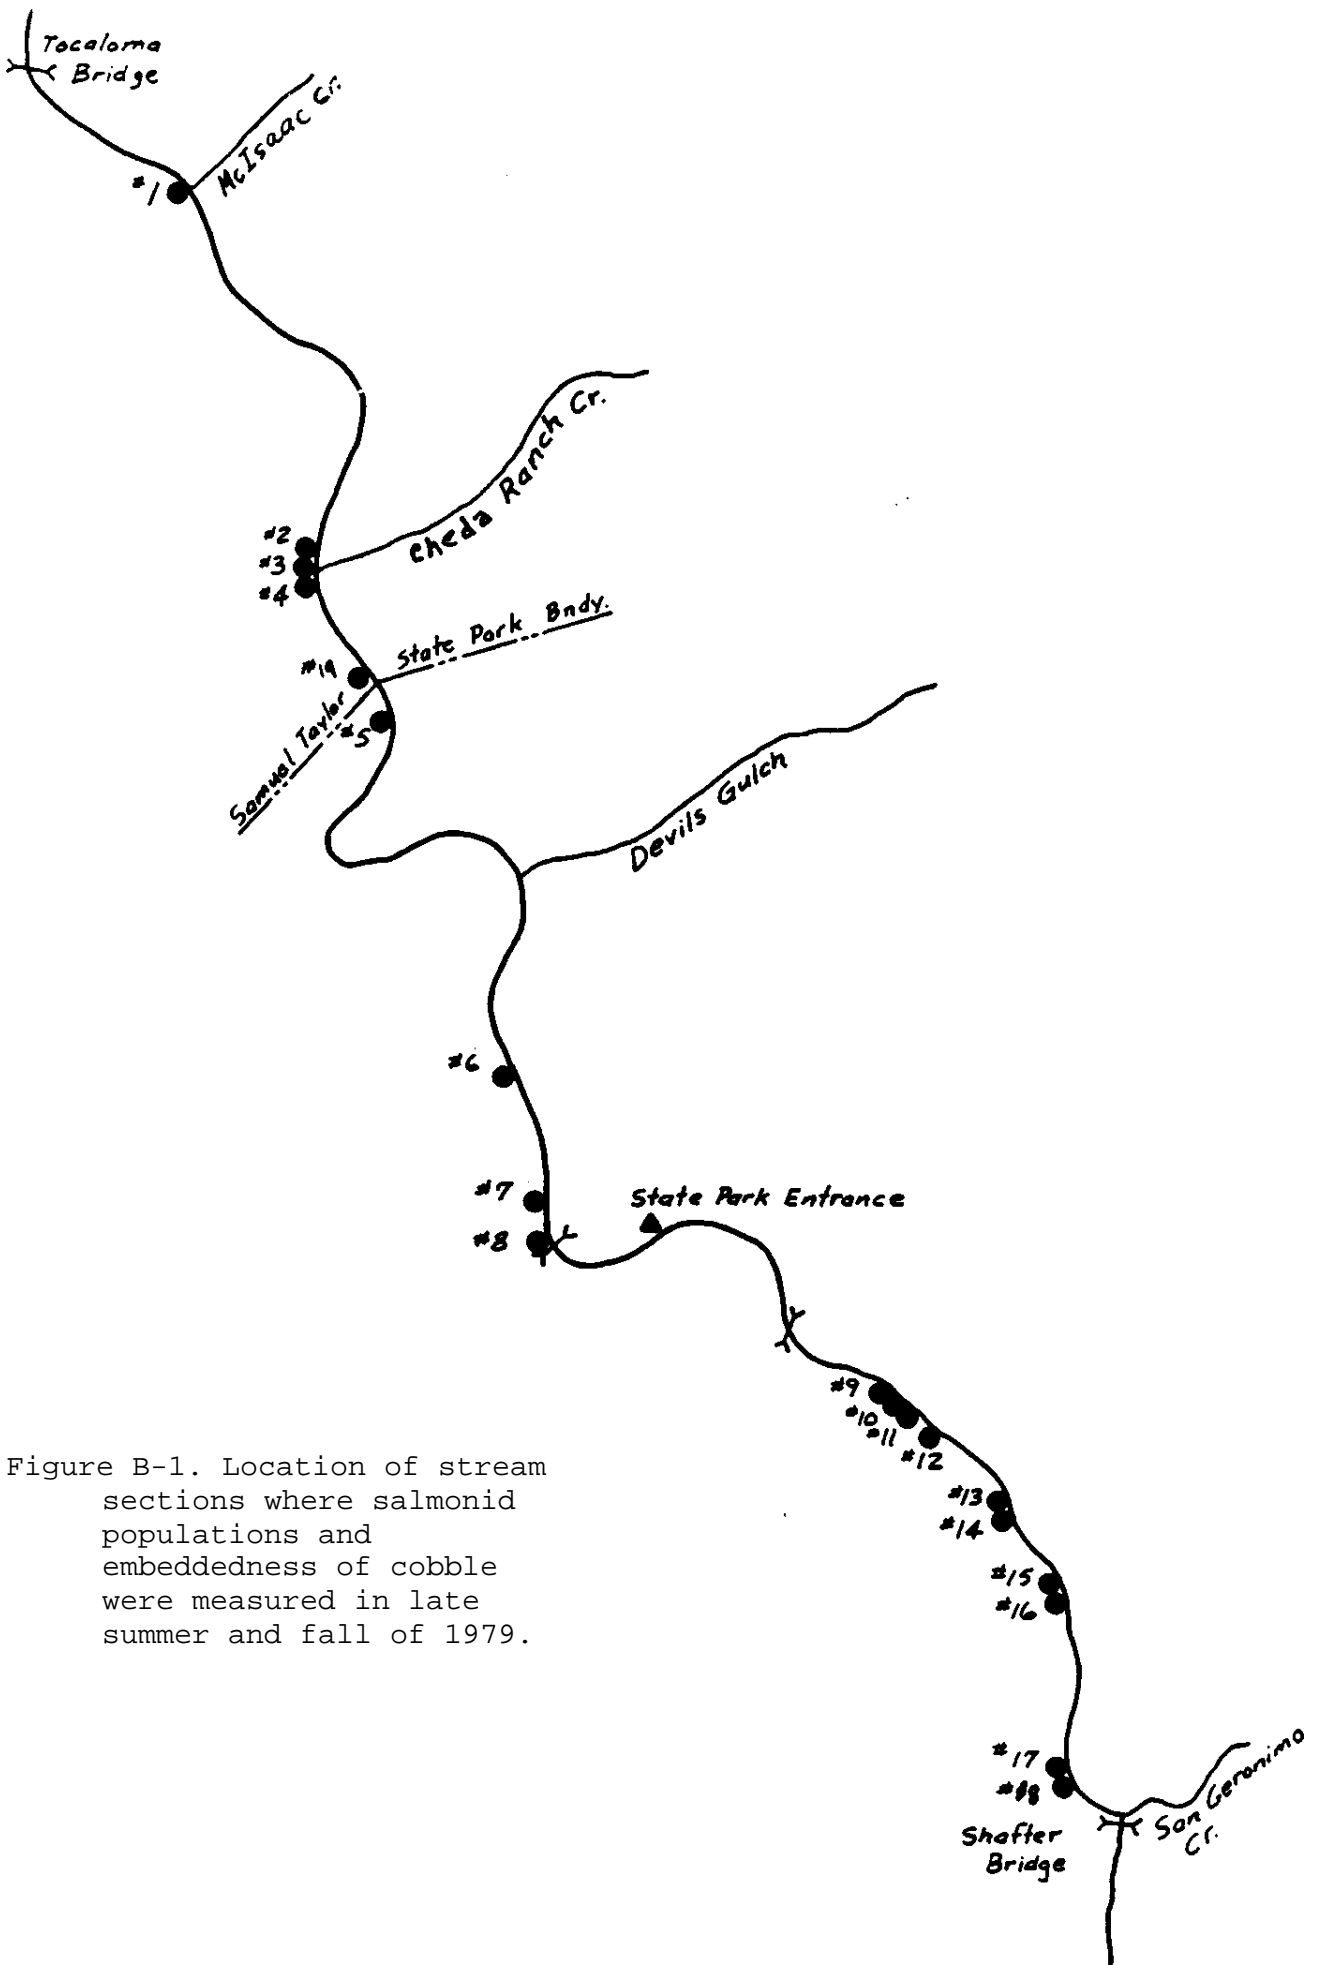 Tocaloma
Bridge
McIsaac Cr.
#1
Cheda Ranch Cr.
#2
#3
#4
State Park Bndy.
#19
Samual Taylor
#5
Devils Gulch
#6
#7
State Park Entrance
#8
#9
#10
#11
#12
Figure B-1. Location of stream
sections where salmonid
populations and
embeddedness of cobble
were measured in late
summer and fall of 1979.
#13
#14
#15
#16
#17
#18
San Geronimo
Cr.
Shafter
Bridge